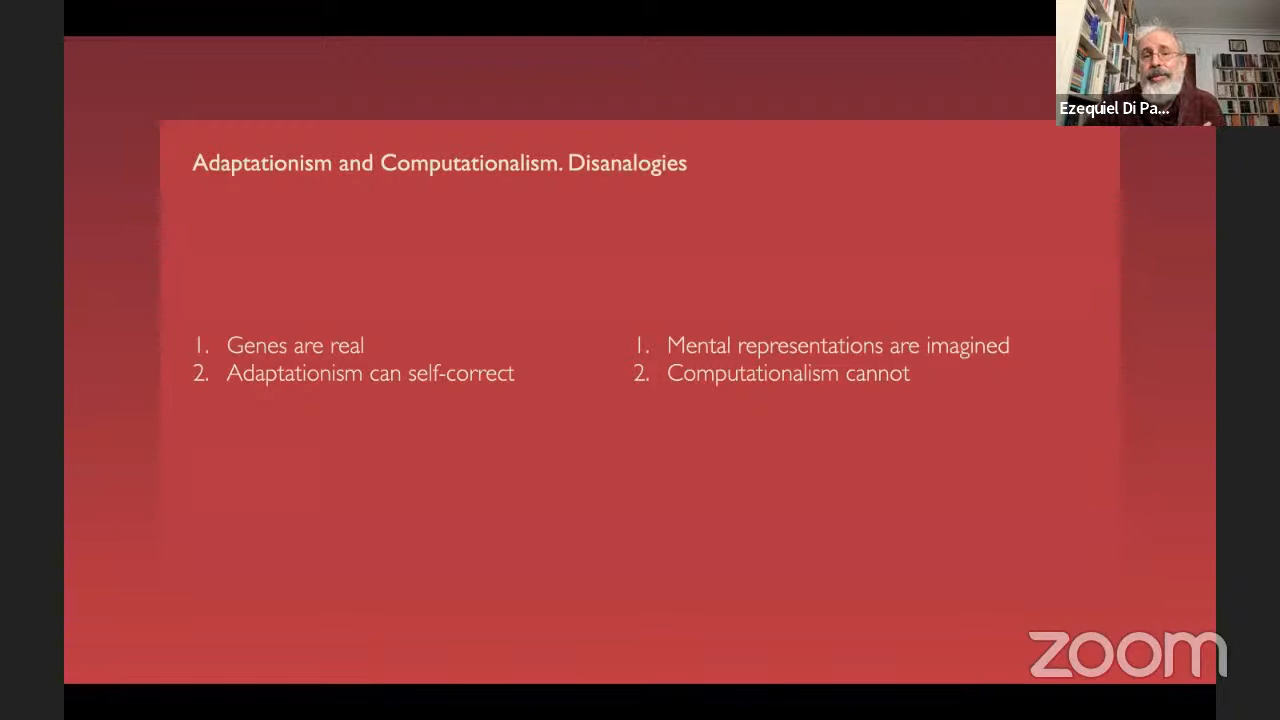 Ezequiel Di Pa...
Adaptationism and Computationalism. Disanalogies
1. Genes are real
2. Adaptationism can self-correct
1. Mental representations are imagined
2. Computationalism cannot
zoom